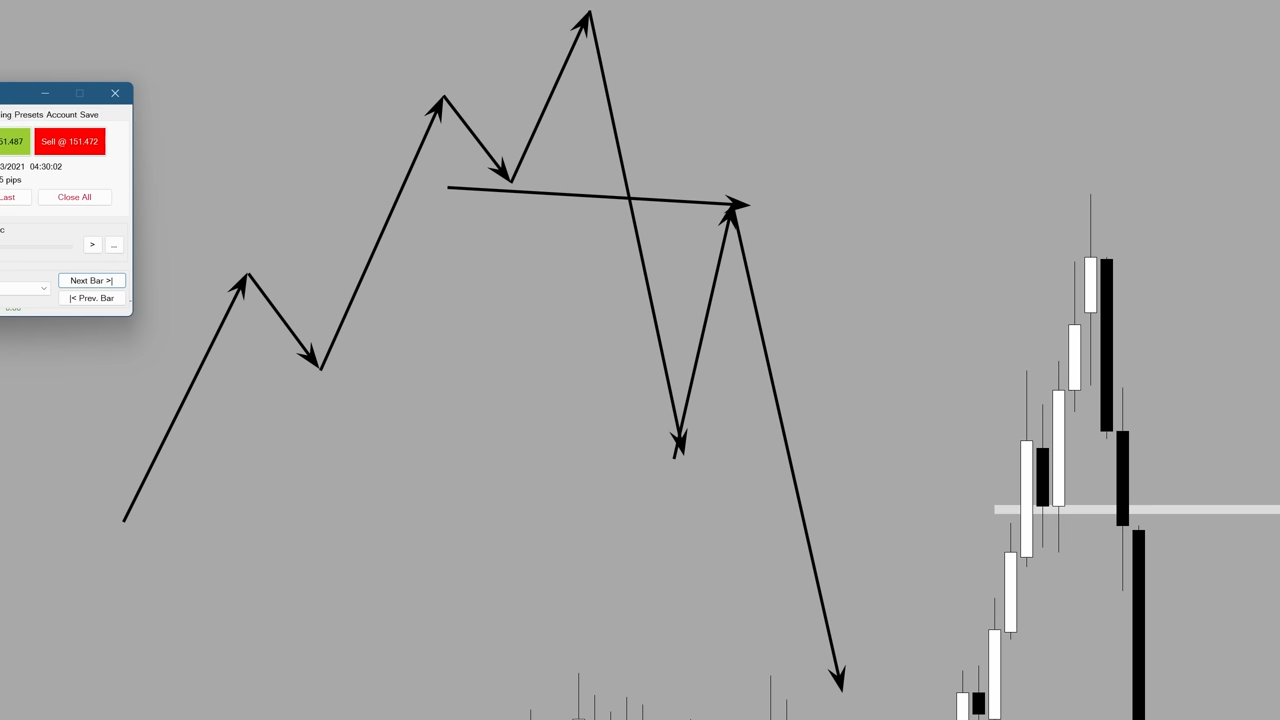 ing Presets Account Save
51.487 Sell @ 151.472
3/2021 04:30:02
5 pips
Last Close All
c
> ...
Next Bar >|
|< Prev. Bar